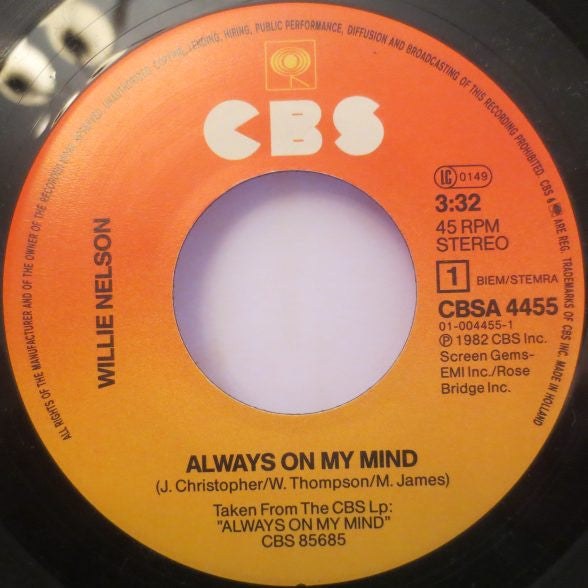 ALL RIGHTS OF THE MANUFACTURER AND OF THE OWNER OF THE RECORDED WORK RESERVED. UNAUTHORIZED COPYING, LENDING, HIRING, PUBLIC PERFORMANCE, DIFFUSION AND BROADCASTING OF THIS RECORDING PROHIBITED. CBS & ARE REG. TRADEMARKS OF CBS INC. MADE IN HOLLAND
CBS
LC 0149
3:32
45 RPM
STEREO
1 BIEM/STEMRA
CBSA 4455
01-004455-1
℗ 1982 CBS Inc.
Screen Gems-
EMI Inc./Rose
Bridge Inc.
WILLIE NELSON
ALWAYS ON MY MIND
(J. Christopher/W. Thompson/M. James)
Taken From The CBS Lp:
"ALWAYS ON MY MIND"
CBS 85685